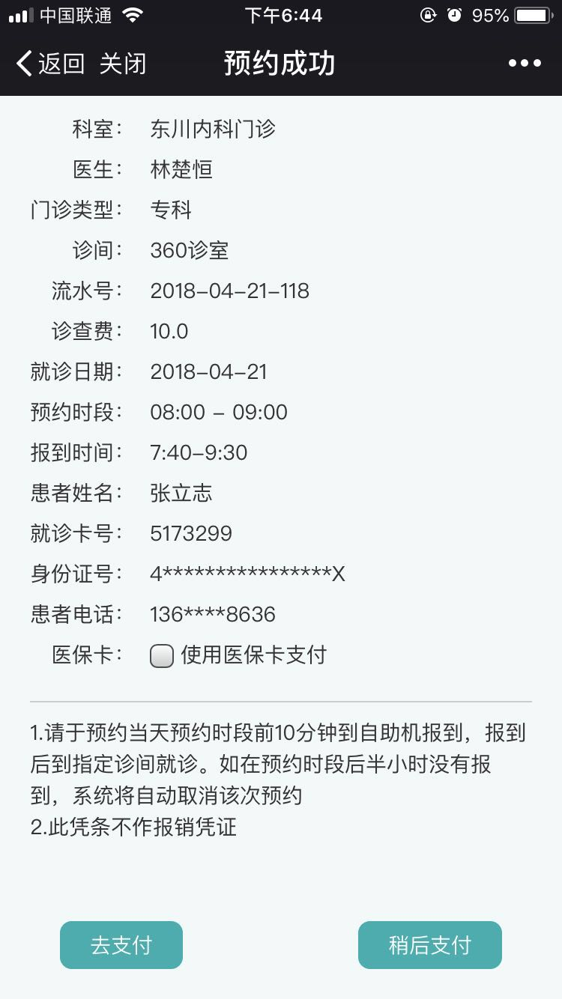 中国联通 下午6:44 95%
返回 关闭 预约成功
科室： 东川内科门诊
医生： 林楚恒
门诊类型： 专科
诊间： 360诊室
流水号： 2018-04-21-118
诊查费： 10.0
就诊日期： 2018-04-21
预约时段： 08:00 - 09:00
报到时间： 7:40-9:30
患者姓名： 张立志
就诊卡号： 5173299
身份证号： 4****************X
患者电话： 136****8636
医保卡： 使用医保卡支付
1.请于预约当天预约时段前10分钟到自助机报到，报到
后到指定诊间就诊。如在预约时段后半小时没有报
到，系统将自动取消该次预约
2.此凭条不作报销凭证
去支付 稍后支付